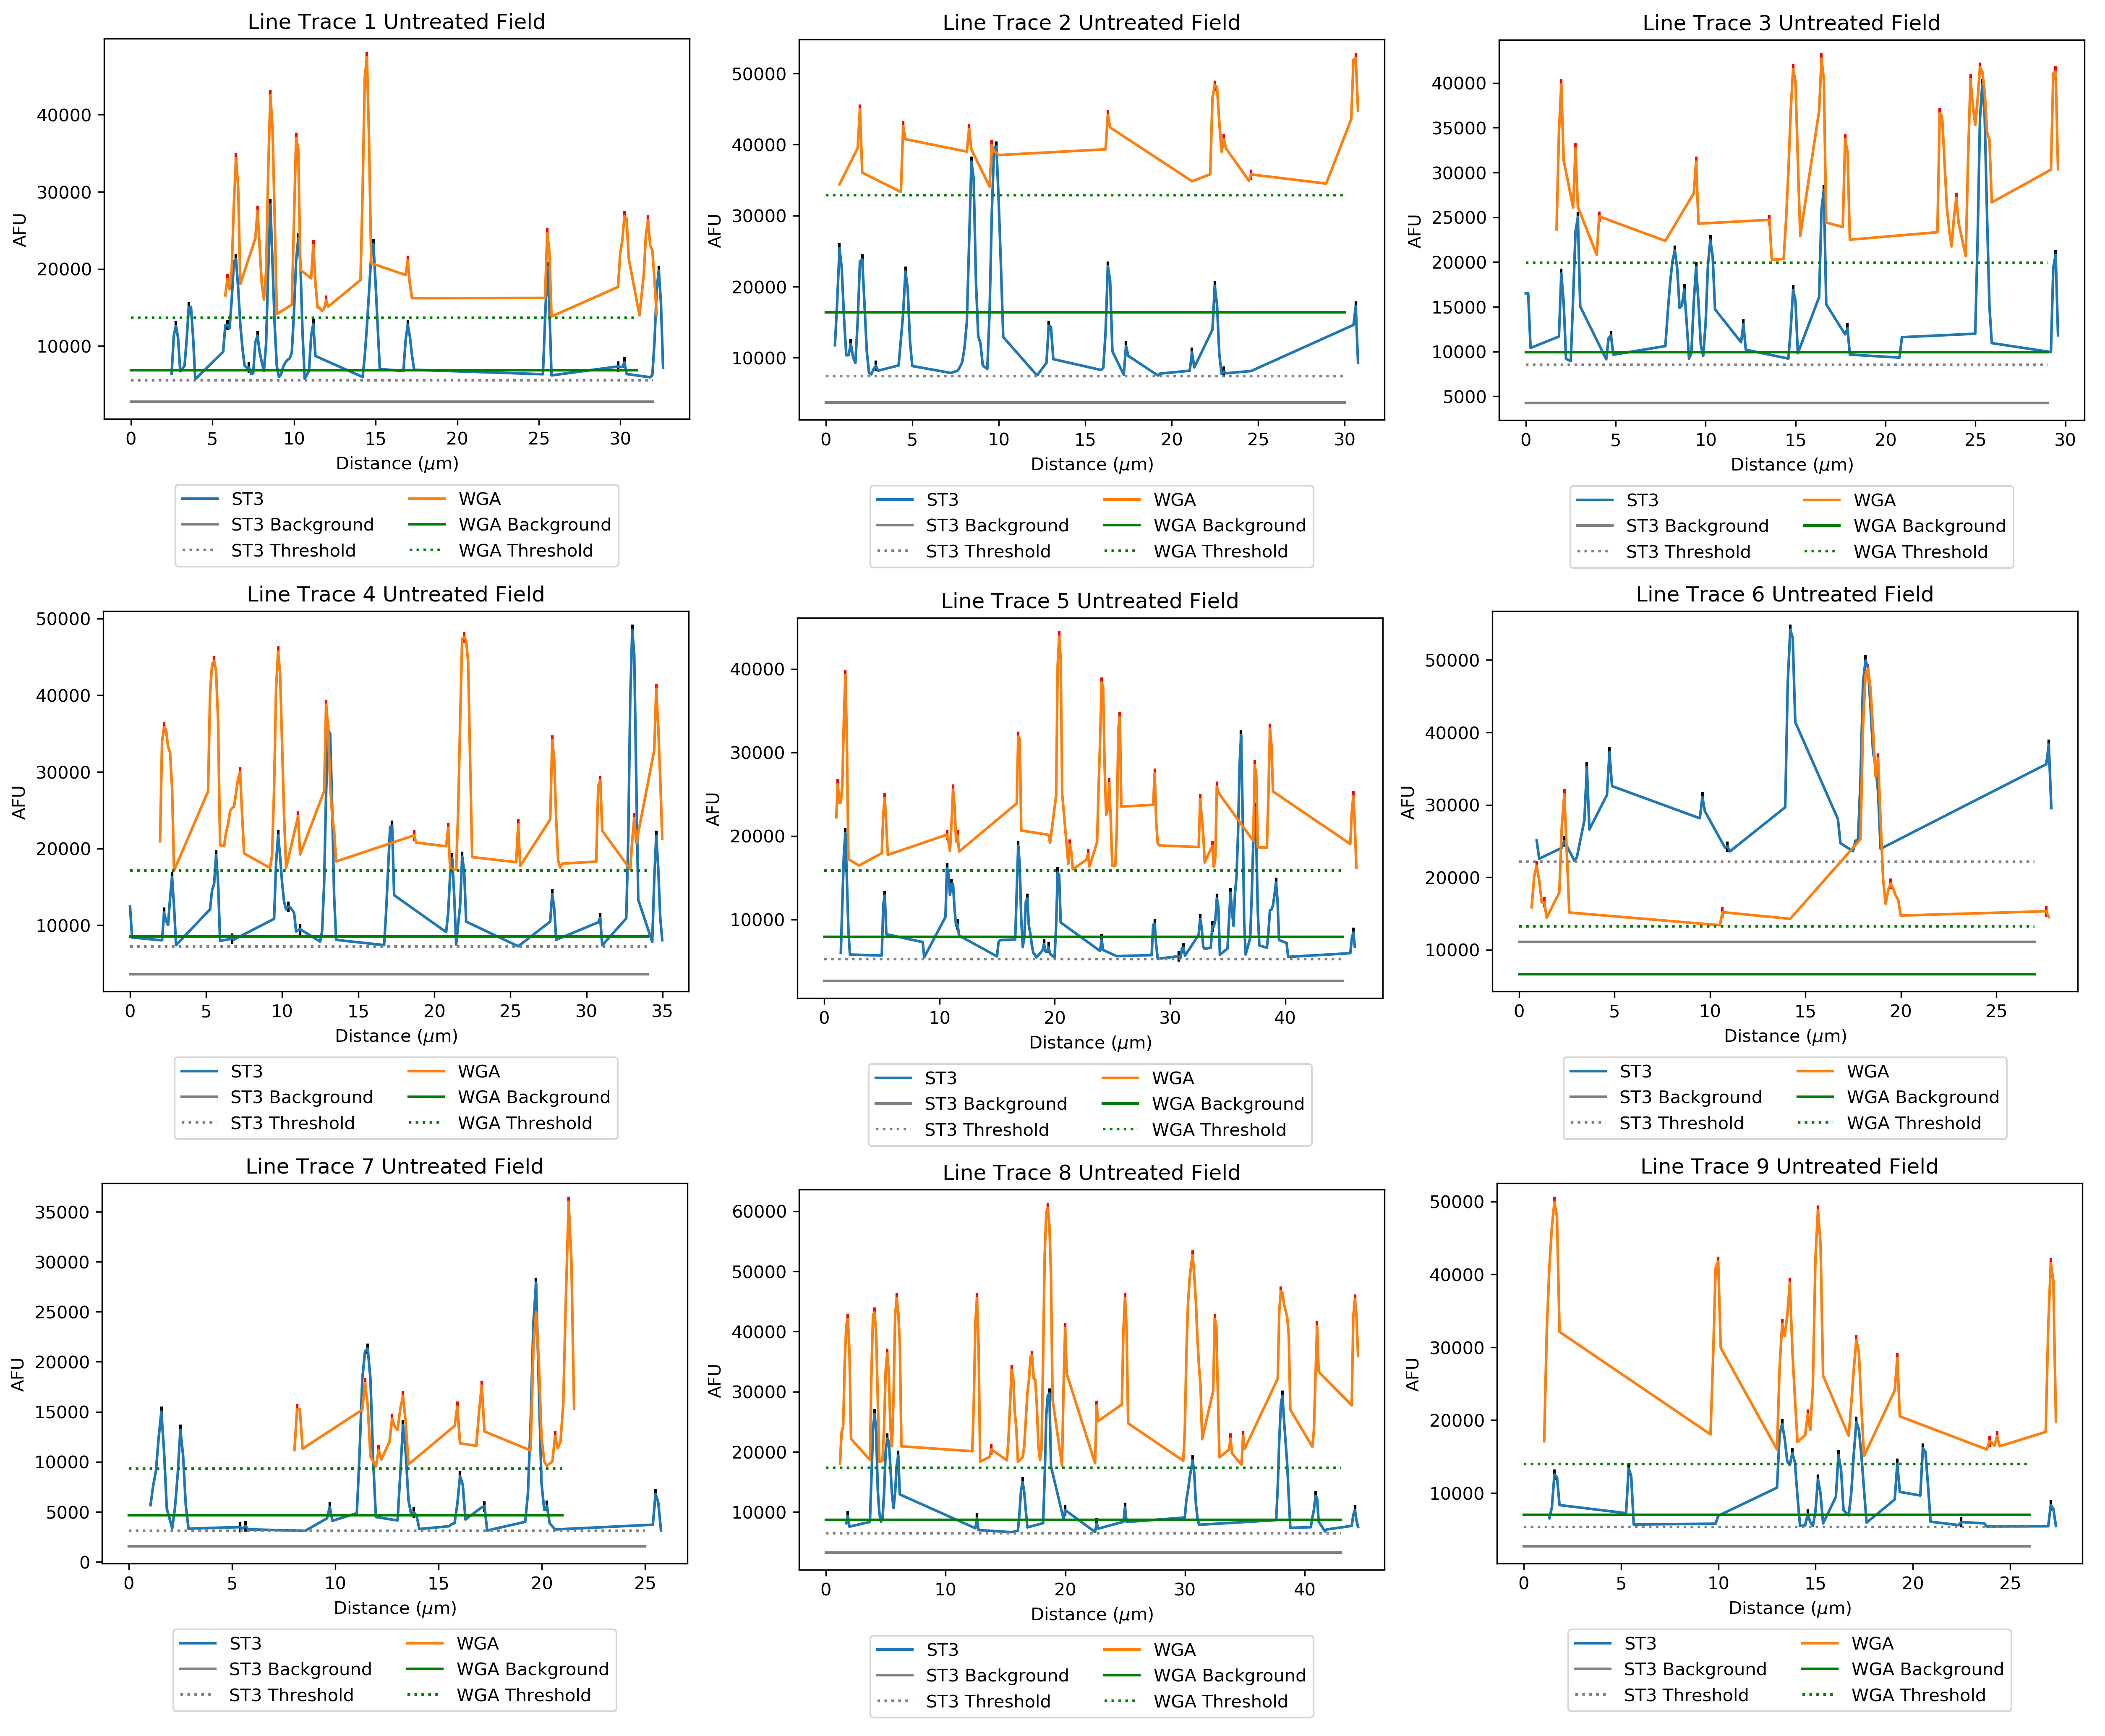 Line Trace 1 Untreated Field
AFU
40000
30000
20000
10000
0 5 10 15 20 25 30
Distance (μm)
ST3 WGA
ST3 Background WGA Background
ST3 Threshold WGA Threshold
Line Trace 2 Untreated Field
AFU
50000
40000
30000
20000
10000
0 5 10 15 20 25 30
Distance (μm)
ST3 WGA
ST3 Background WGA Background
ST3 Threshold WGA Threshold
Line Trace 3 Untreated Field
AFU
40000
35000
30000
25000
20000
15000
10000
5000
0 5 10 15 20 25 30
Distance (μm)
ST3 WGA
ST3 Background WGA Background
ST3 Threshold WGA Threshold
Line Trace 4 Untreated Field
AFU
50000
40000
30000
20000
10000
0 5 10 15 20 25 30 35
Distance (μm)
ST3 WGA
ST3 Background WGA Background
ST3 Threshold WGA Threshold
Line Trace 5 Untreated Field
AFU
40000
30000
20000
10000
0 10 20 30 40
Distance (μm)
ST3 WGA
ST3 Background WGA Background
ST3 Threshold WGA Threshold
Line Trace 6 Untreated Field
AFU
50000
40000
30000
20000
10000
0 5 10 15 20 25
Distance (μm)
ST3 WGA
ST3 Background WGA Background
ST3 Threshold WGA Threshold
Line Trace 7 Untreated Field
AFU
35000
30000
25000
20000
15000
10000
5000
0
0 5 10 15 20 25
Distance (μm)
ST3 WGA
ST3 Background WGA Background
ST3 Threshold WGA Threshold
Line Trace 8 Untreated Field
AFU
60000
50000
40000
30000
20000
10000
0 10 20 30 40
Distance (μm)
ST3 WGA
ST3 Background WGA Background
ST3 Threshold WGA Threshold
Line Trace 9 Untreated Field
AFU
50000
40000
30000
20000
10000
0 5 10 15 20 25
Distance (μm)
ST3 WGA
ST3 Background WGA Background
ST3 Threshold WGA Threshold